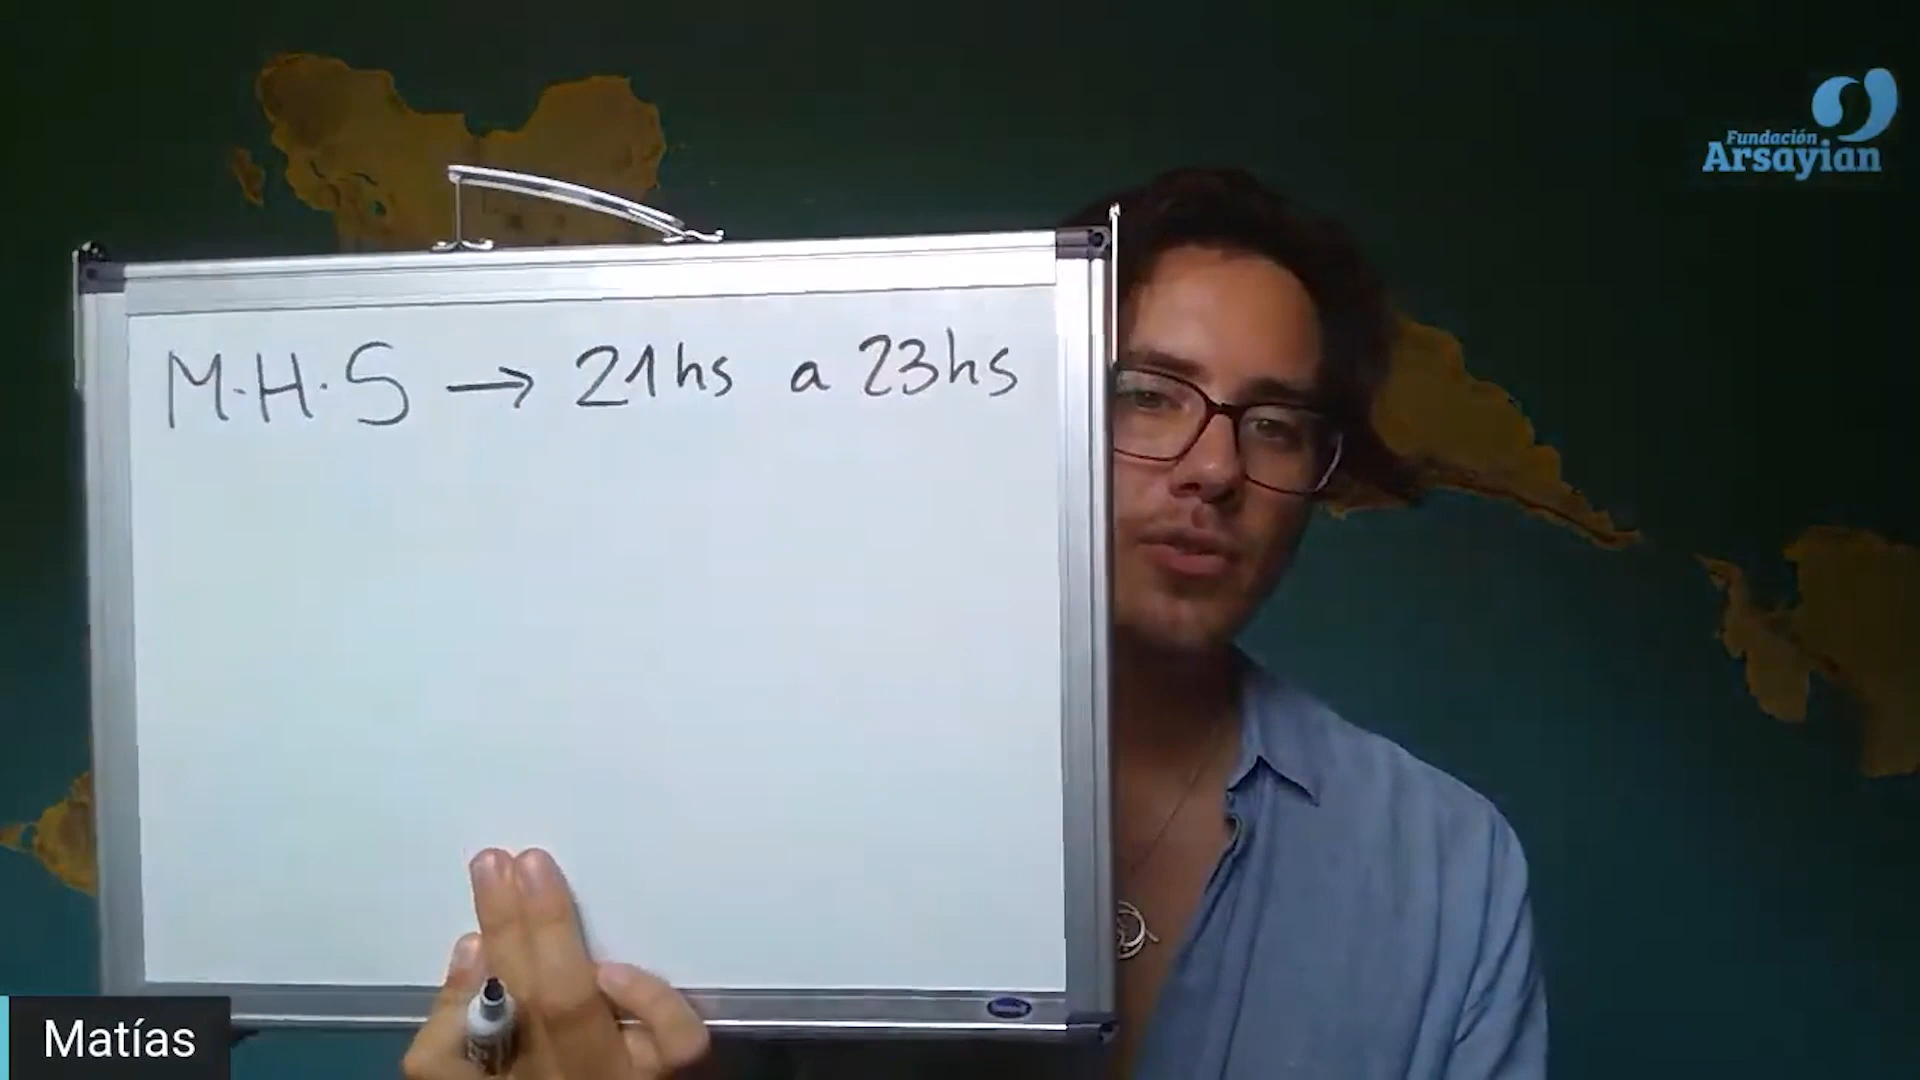 Fundación
Arsayian
M.H.S → 21hs a 23hs
Matías